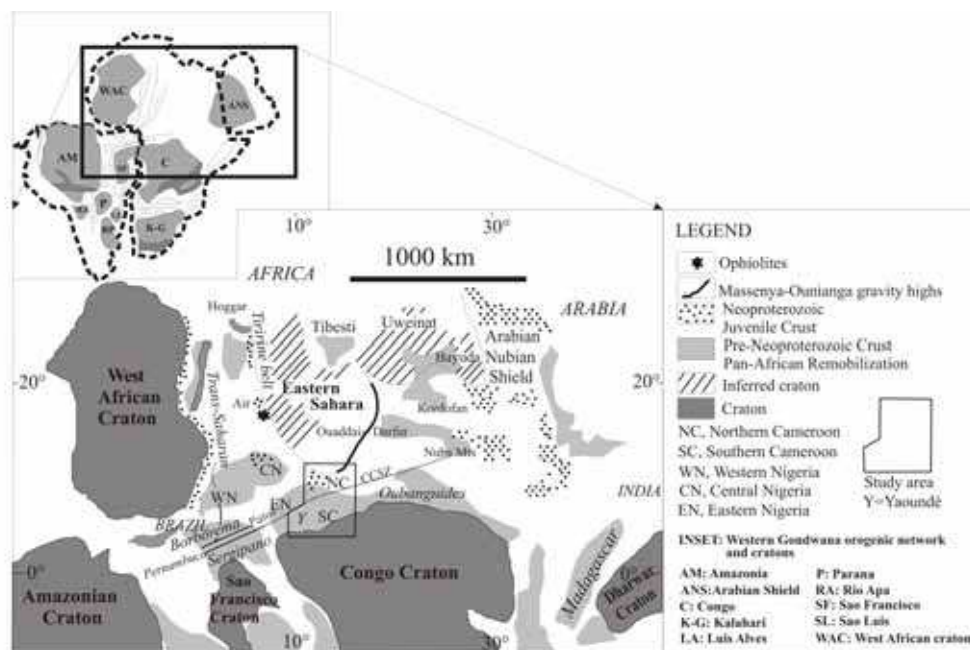 WAC
ANS
AM
SF
C
P
K-G
10°
30°
1000 km
AFRICA
ARABIA
Hoggar
Tiririne belt
Tibesti
Uweinat
Arabian
Nubian
Shield
Bayuda
20°
20°
West
African
Craton
Trans-Saharan
Air
Eastern
Sahara
Kordofan
Ouaddaï
Darfur
Nuba Mts
CN
NC
CCSZ
WN
EN
Oubanguides
INDIA
BRAZIL
Borborema
Patos
Y
SC
Pernambuco
Sergipano
Madagascar
0°
0°
Amazonian
Craton
Sao
Francisco
Craton
Congo Craton
Dharwar
Craton
10°
30°
LEGEND
Ophiolites
Massenya-Ounianga gravity highs
Neoproterozoic
Juvenile Crust
Pre-Neoproterozoic Crust
Pan-African Remobilization
Inferred craton
Craton
NC, Northern Cameroon
SC, Southern Cameroon
WN, Western Nigeria
CN, Central Nigeria
EN, Eastern Nigeria
Study area
Y=Yaoundé
INSET: Western Gondwana orogenic network
and cratons
AM: Amazonia
ANS:Arabian Shield
C: Congo
K-G: Kalahari
LA: Luis Alves
P: Parana
RA: Rio Apa
SF: Sao Francisco
SL: Sao Luis
WAC: West African craton